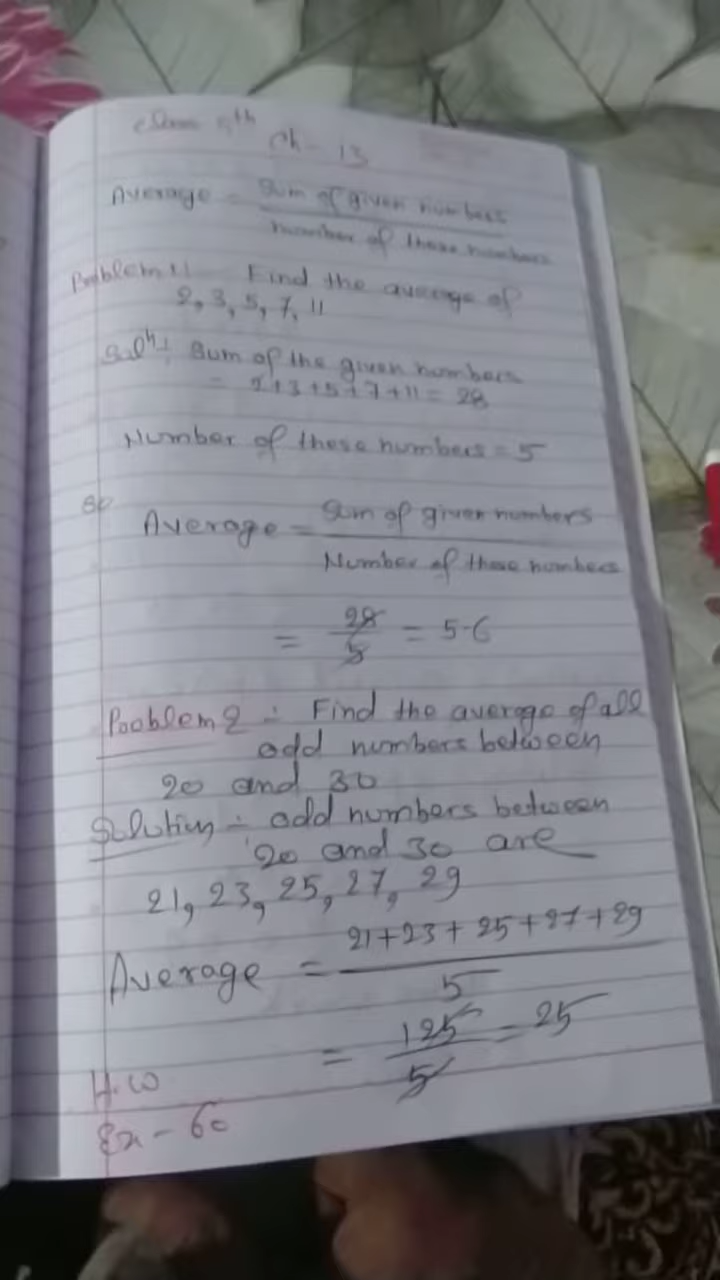 Class 5th
Ch - 13
Average = Sum of given numbers
Number of these numbers
Problem 1: Find the average of
2, 3, 5, 7, 11
Solⁿ: Sum of the given numbers
= 2+3+5+7+11 = 28
Number of these numbers = 5
So
Average = Sum of given numbers
Number of these numbers
= 28/5 = 5.6
Problem 2 :- Find the average of all
odd numbers between
20 and 30
Solution :- odd numbers between
20 and 30 are
21, 23, 25, 27, 29
Average = 21+23+25+27+29
5
= 125/5 = 25
H.W
Ex - 60